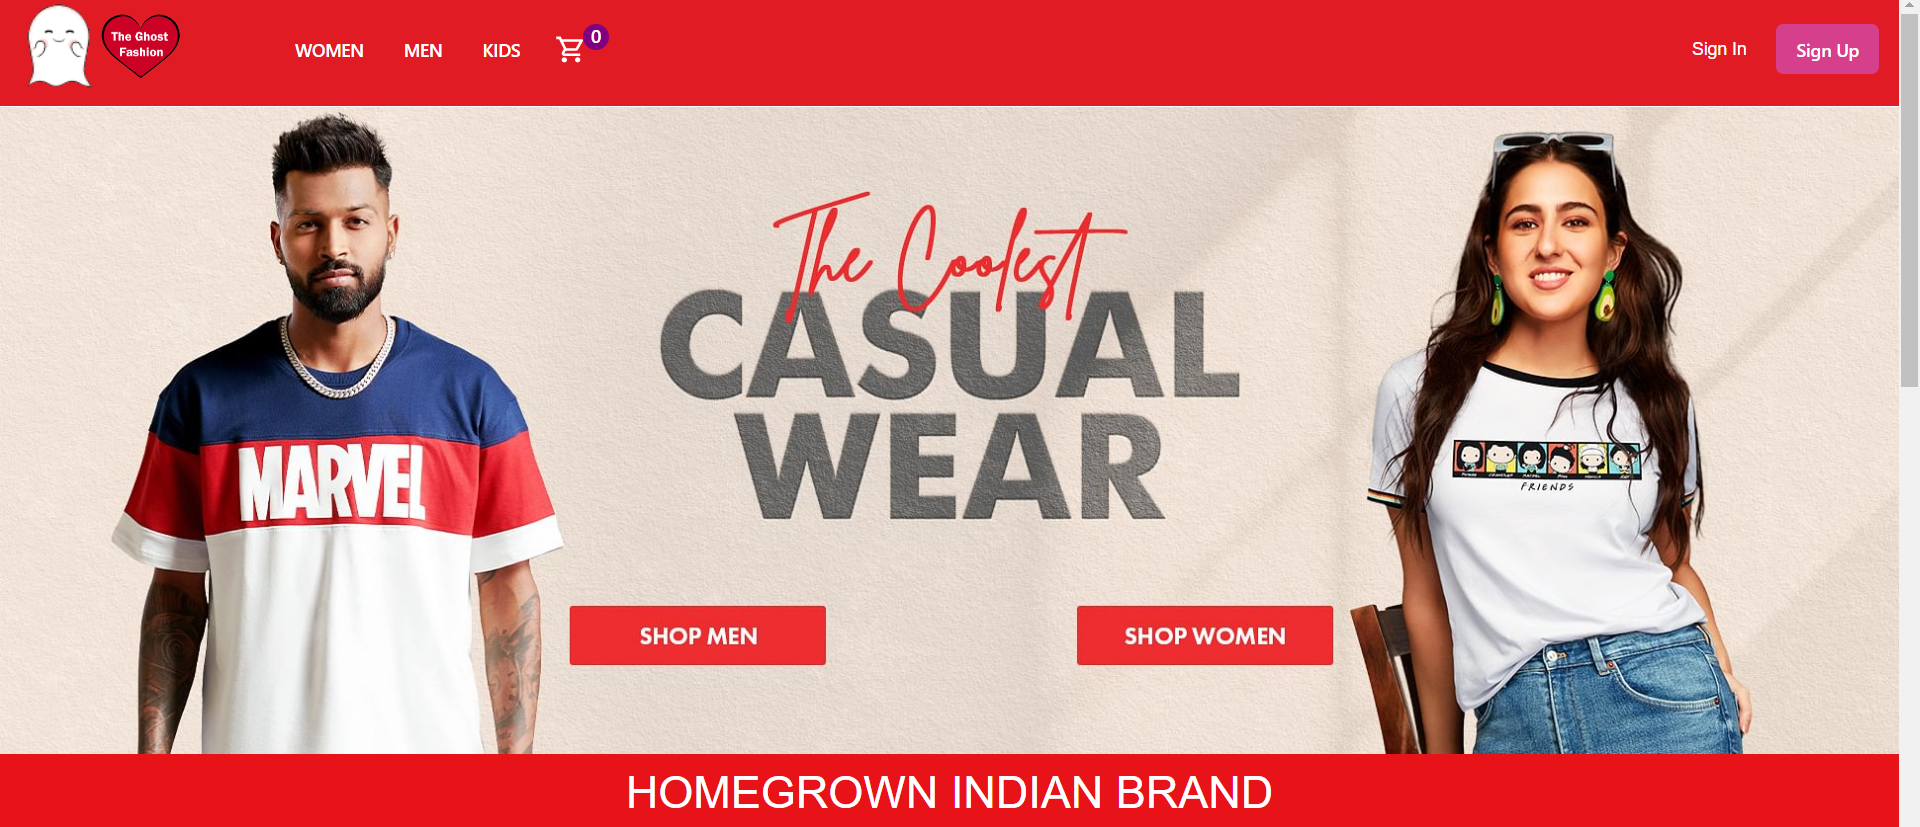 The Ghost
Fashion
WOMEN
MEN
KIDS
0
Sign In
Sign Up
The Coolest
CASUAL
WEAR
MARVEL
FRIENDS
SHOP MEN
SHOP WOMEN
HOMEGROWN INDIAN BRAND